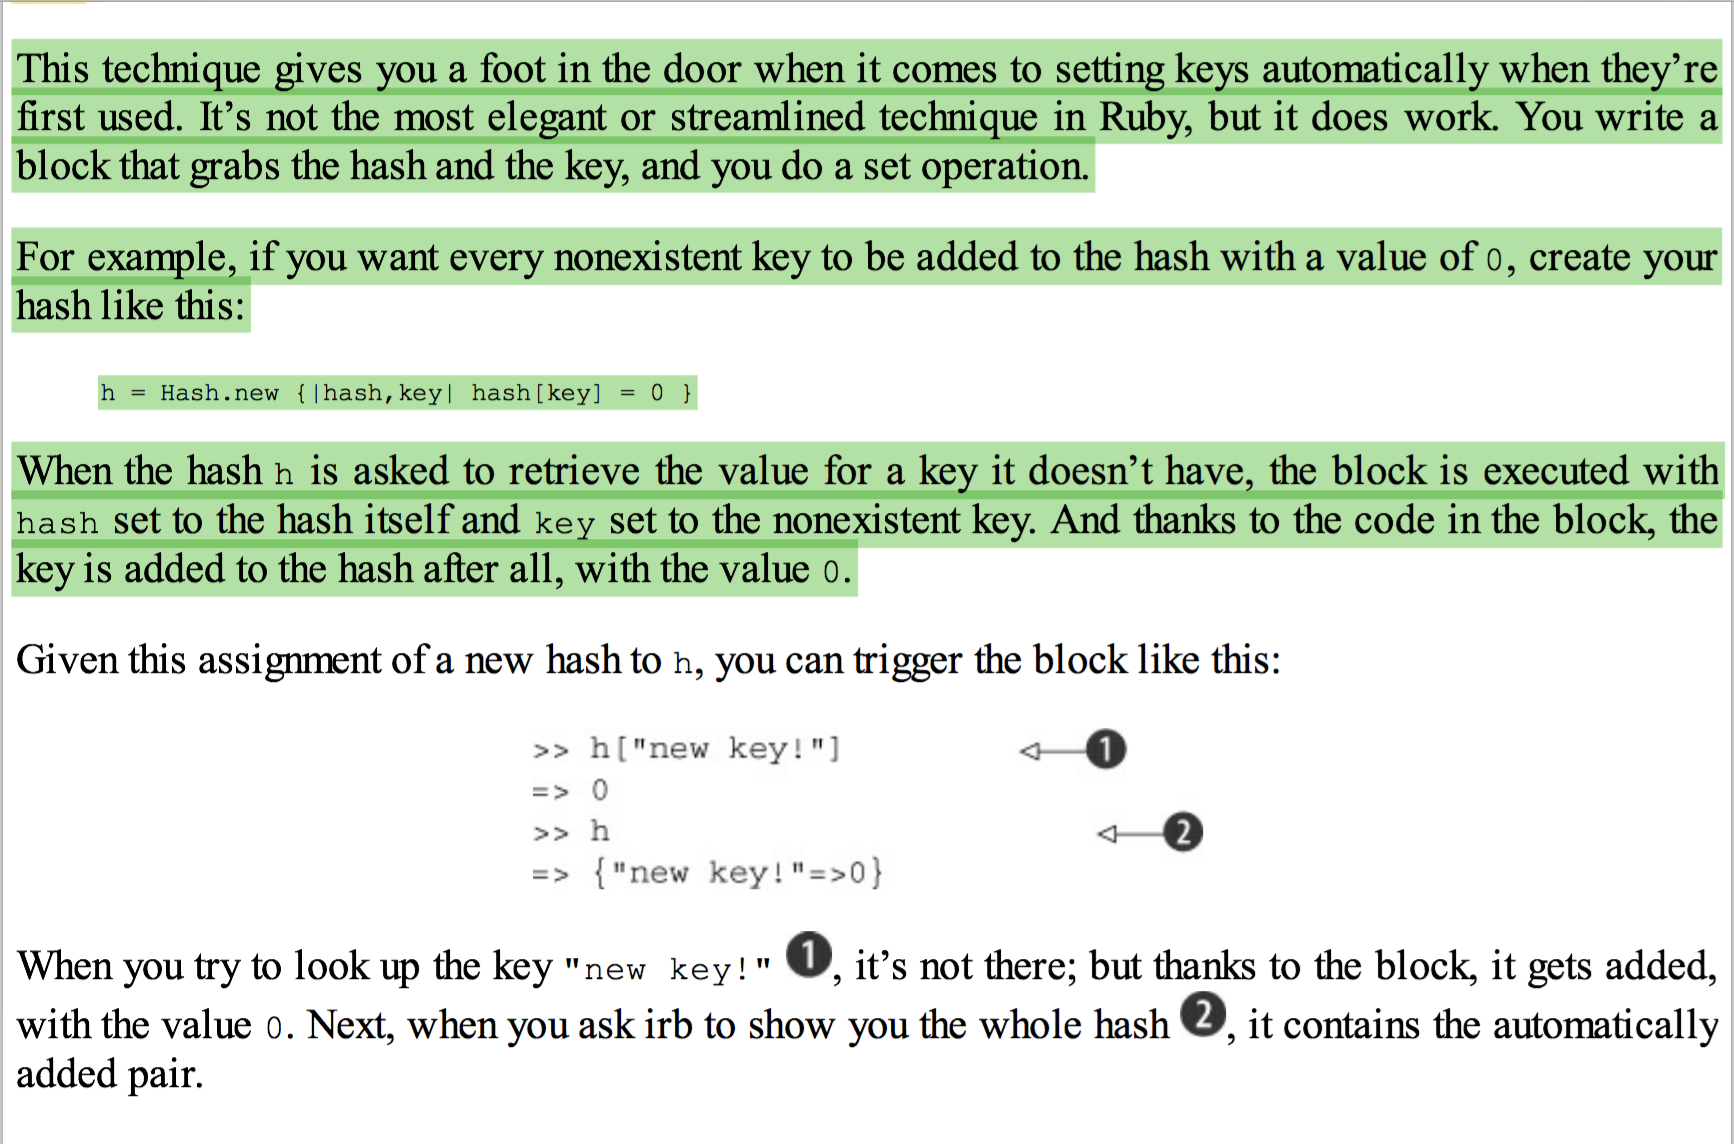 This technique gives you a foot in the door when it comes to setting keys automatically when they’re
first used. It’s not the most elegant or streamlined technique in Ruby, but it does work. You write a
block that grabs the hash and the key, and you do a set operation.
For example, if you want every nonexistent key to be added to the hash with a value of 0, create your
hash like this:
h = Hash.new {|hash,key| hash[key] = 0 }
When the hash h is asked to retrieve the value for a key it doesn’t have, the block is executed with
hash set to the hash itself and key set to the nonexistent key. And thanks to the code in the block, the
key is added to the hash after all, with the value 0.
Given this assignment of a new hash to h, you can trigger the block like this:
>> h["new key!"] 1
=> 0
>> h 2
=> {"new key!"=>0}
When you try to look up the key "new key!" 1, it’s not there; but thanks to the block, it gets added,
with the value 0. Next, when you ask irb to show you the whole hash 2, it contains the automatically
added pair.